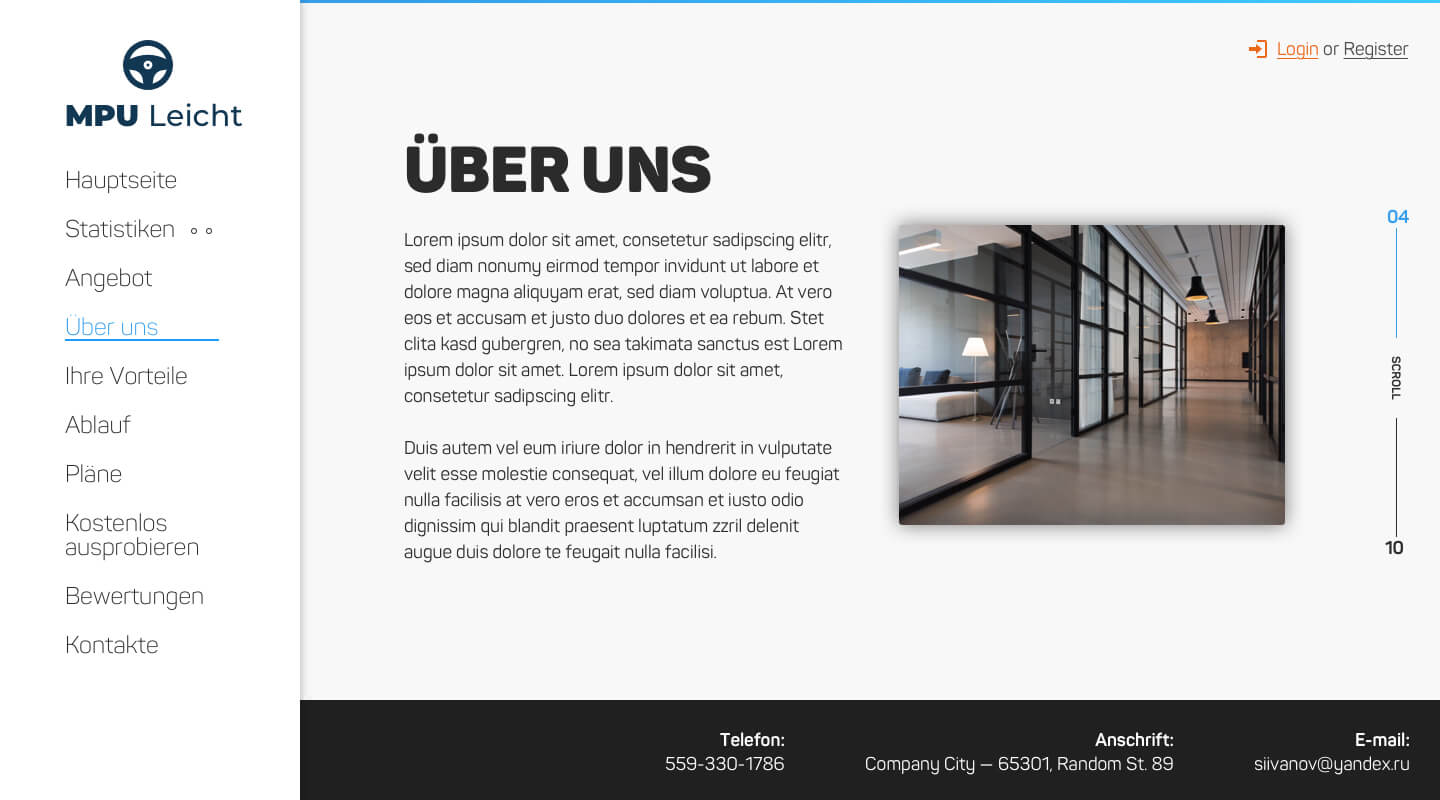 MPU Leicht
Hauptseite
Statistiken
Angebot
Über uns
Ihre Vorteile
Ablauf
Pläne
Kostenlos
ausprobieren
Bewertungen
Kontakte
Login or Register
ÜBER UNS
Lorem ipsum dolor sit amet, consetetur sadipscing elitr,
sed diam nonumy eirmod tempor invidunt ut labore et
dolore magna aliquyam erat, sed diam voluptua. At vero
eos et accusam et justo duo dolores et ea rebum. Stet
clita kasd gubergren, no sea takimata sanctus est Lorem
ipsum dolor sit amet. Lorem ipsum dolor sit amet,
consetetur sadipscing elitr.
Duis autem vel eum iriure dolor in hendrerit in vulputate
velit esse molestie consequat, vel illum dolore eu feugiat
nulla facilisis at vero eros et accumsan et iusto odio
dignissim qui blandit praesent luptatum zzril delenit
augue duis dolore te feugait nulla facilisi.
04
SCROLL
10
Telefon:
559-330-1786
Anschrift:
Company City — 65301, Random St. 89
E-mail:
siivanov@yandex.ru